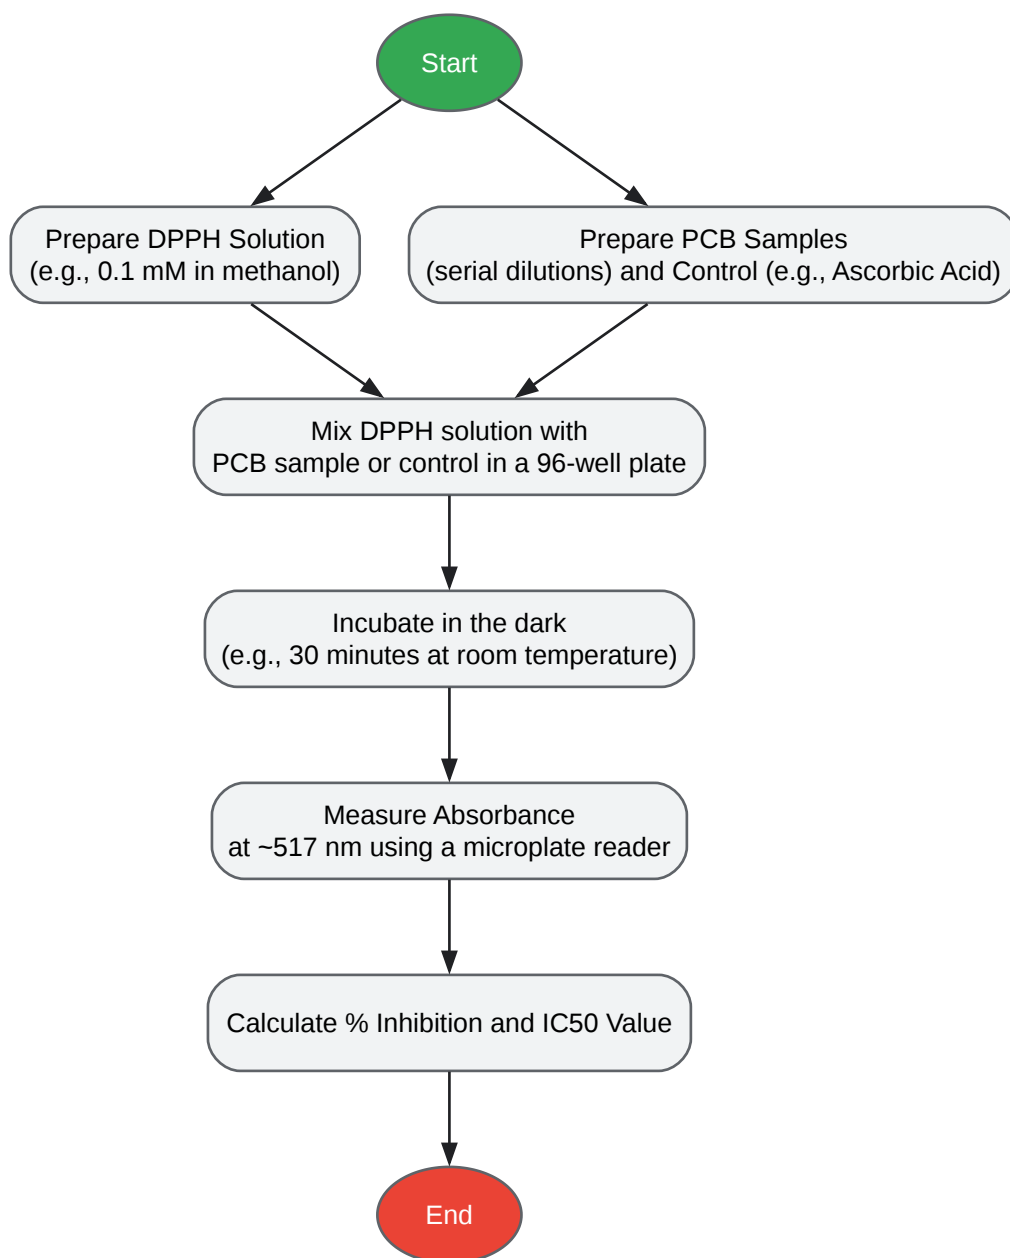 Start
Prepare DPPH Solution
(e.g., 0.1 mM in methanol)
Prepare PCB Samples
(serial dilutions) and Control (e.g., Ascorbic Acid)
Mix DPPH solution with
PCB sample or control in a 96-well plate
Incubate in the dark
(e.g., 30 minutes at room temperature)
Measure Absorbance
at ~517 nm using a microplate reader
Calculate % Inhibition and IC50 Value
End